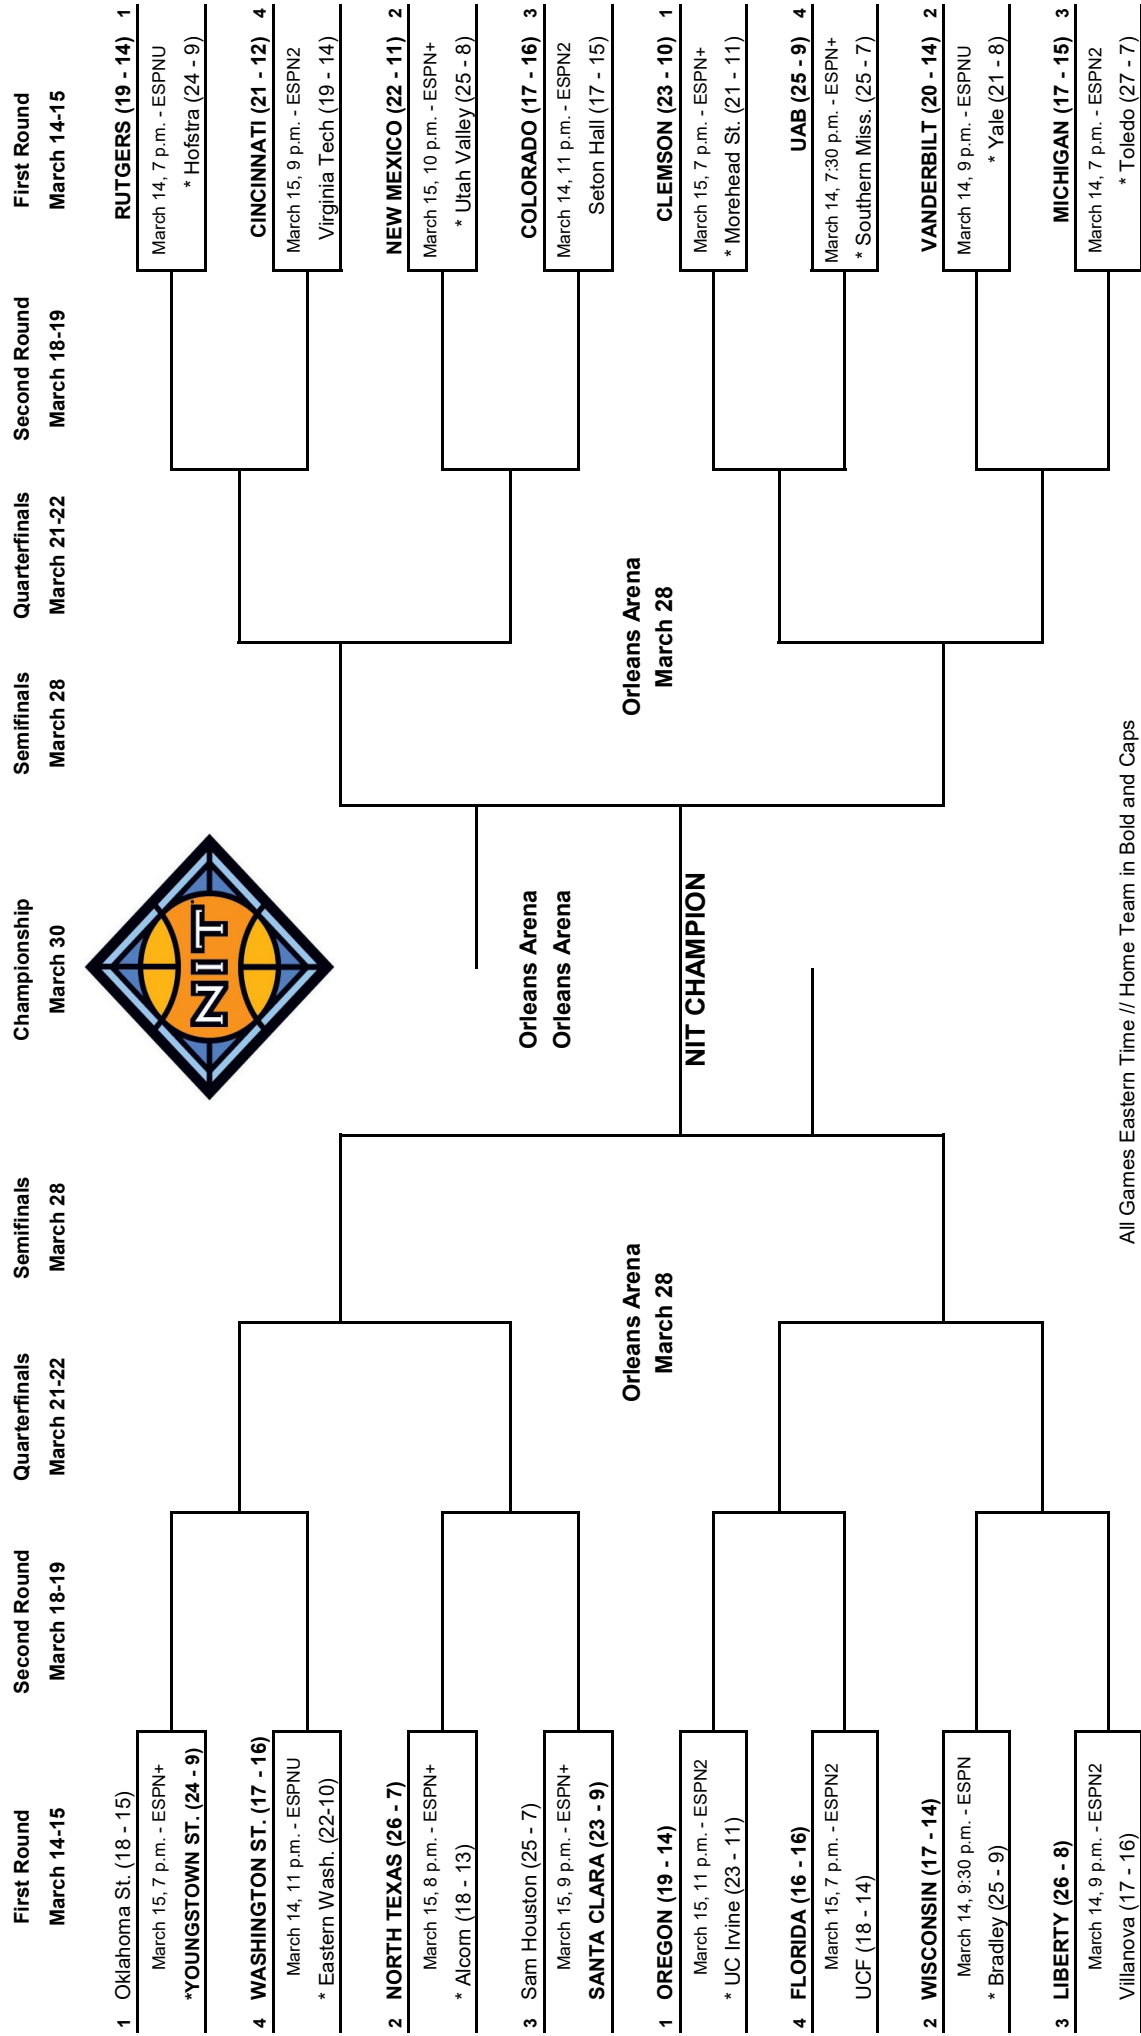 First Round
Second Round
Quarterfinals
Semifinals
Championship
Semifinals
Quarterfinals
Second Round
First Round
March 14-15
March 18-19
March 21-22
March 28
March 30
March 28
March 21-22
March 18-19
March 14-15
NIT
1 Oklahoma St. (18 - 15)
March 15, 7 p.m. - ESPN+
*YOUNGSTOWN ST. (24 - 9)
4 WASHINGTON ST. (17 - 16)
March 14, 11 p.m. - ESPNU
* Eastern Wash. (22-10)
2 NORTH TEXAS (26 - 7)
March 15, 8 p.m. - ESPN+
* Alcorn (18 - 13)
3 Sam Houston (25 - 7)
March 15, 9 p.m. - ESPN+
SANTA CLARA (23 - 9)
1 OREGON (19 - 14)
March 15, 11 p.m. - ESPN2
* UC Irvine (23 - 11)
4 FLORIDA (16 - 16)
March 15, 7 p.m. - ESPN2
UCF (18 - 14)
2 WISCONSIN (17 - 14)
March 14, 9:30 p.m. - ESPN
* Bradley (25 - 9)
3 LIBERTY (26 - 8)
March 14, 9 p.m. - ESPN2
Villanova (17 - 16)
Orleans Arena
March 28
Orleans Arena
Orleans Arena
NIT CHAMPION
Orleans Arena
March 28
RUTGERS (19 - 14) 1
March 14, 7 p.m. - ESPNU
* Hofstra (24 - 9)
CINCINNATI (21 - 12) 4
March 15, 9 p.m. - ESPN2
Virginia Tech (19 - 14)
NEW MEXICO (22 - 11) 2
March 15, 10 p.m. - ESPN+
* Utah Valley (25 - 8)
COLORADO (17 - 16) 3
March 14, 11 p.m. - ESPN2
Seton Hall (17 - 15)
CLEMSON (23 - 10) 1
March 15, 7 p.m. - ESPN+
* Morehead St. (21 - 11)
UAB (25 - 9) 4
March 14, 7:30 p.m. - ESPN+
* Southern Miss. (25 - 7)
VANDERBILT (20 - 14) 2
March 14, 9 p.m. - ESPNU
* Yale (21 - 8)
MICHIGAN (17 - 15) 3
March 14, 7 p.m. - ESPN2
* Toledo (27 - 7)
All Games Eastern Time // Home Team in Bold and Caps